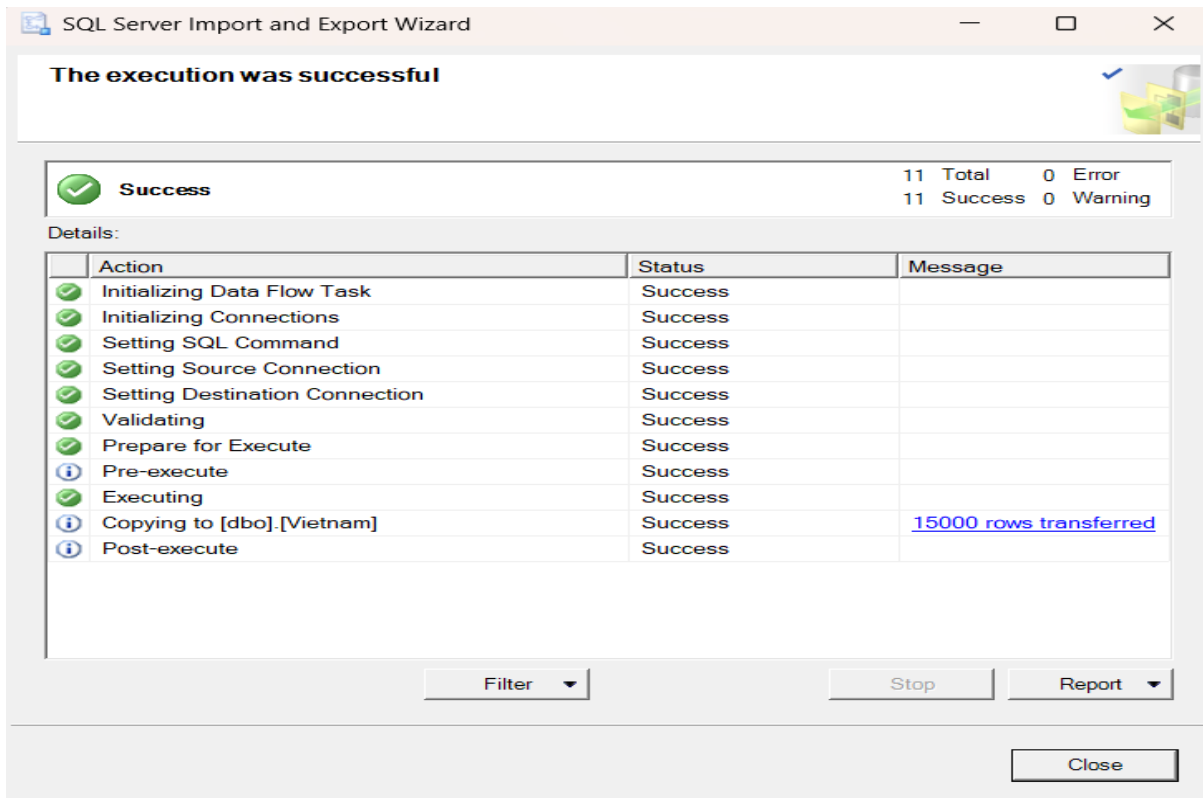 SQL Server Import and Export Wizard
The execution was successful
Success
11 Total 0 Error
11 Success 0 Warning
Details:
Action Status Message
Initializing Data Flow Task Success
Initializing Connections Success
Setting SQL Command Success
Setting Source Connection Success
Setting Destination Connection Success
Validating Success
Prepare for Execute Success
Pre-execute Success
Executing Success
Copying to [dbo].[Vietnam] Success 15000 rows transferred
Post-execute Success
Filter Stop Report
Close